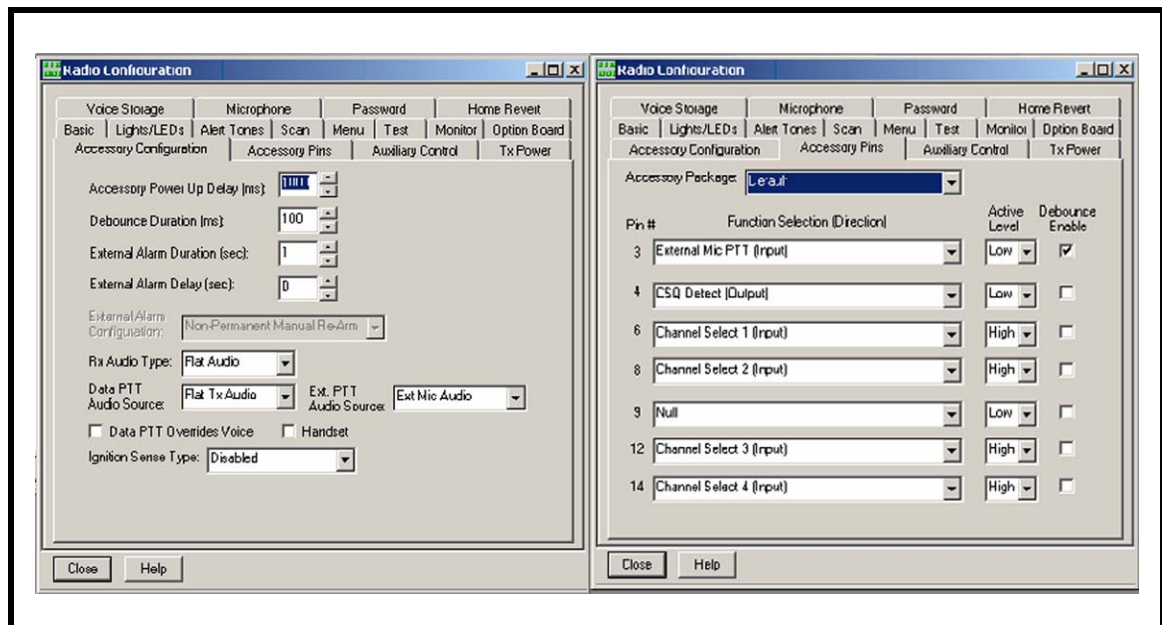 Radio Configuration
Voice Storage Microphone Password Home Revert
Basic Lights/LEDs Alert Tones Scan Menu Test Monitor Option Board
Accessory Configuration Accessory Pins Auxiliary Control Tx Power
Accessory Power Up Delay (ms):
Debounce Duration (ms): 100
External Alarm Duration (sec): 1
External Alarm Delay (sec): 0
External Alarm Configuration: Non-Permanent Manual Re-Arm
Rx Audio Type: Flat Audio
Data PTT Audio Source: Flat Tx Audio Ext. PTT Audio Source: Ext Mic Audio
Data PTT Overrides Voice Handset
Ignition Sense Type: Disabled
Close Help
Radio Configuration
Voice Storage Microphone Password Home Revert
Basic Lights/LEDs Alert Tones Scan Menu Test Monitor Option Board
Accessory Configuration Accessory Pins Auxiliary Control Tx Power
Accessory Package: Default
Pin # Function Selection (Direction) Active Level Debounce Enable
3 External Mic PTT (Input) Low
4 CSQ Detect (Output) Low
6 Channel Select 1 (Input) High
8 Channel Select 2 (Input) High
9 Null Low
12 Channel Select 3 (Input) High
14 Channel Select 4 (Input) High
Close Help